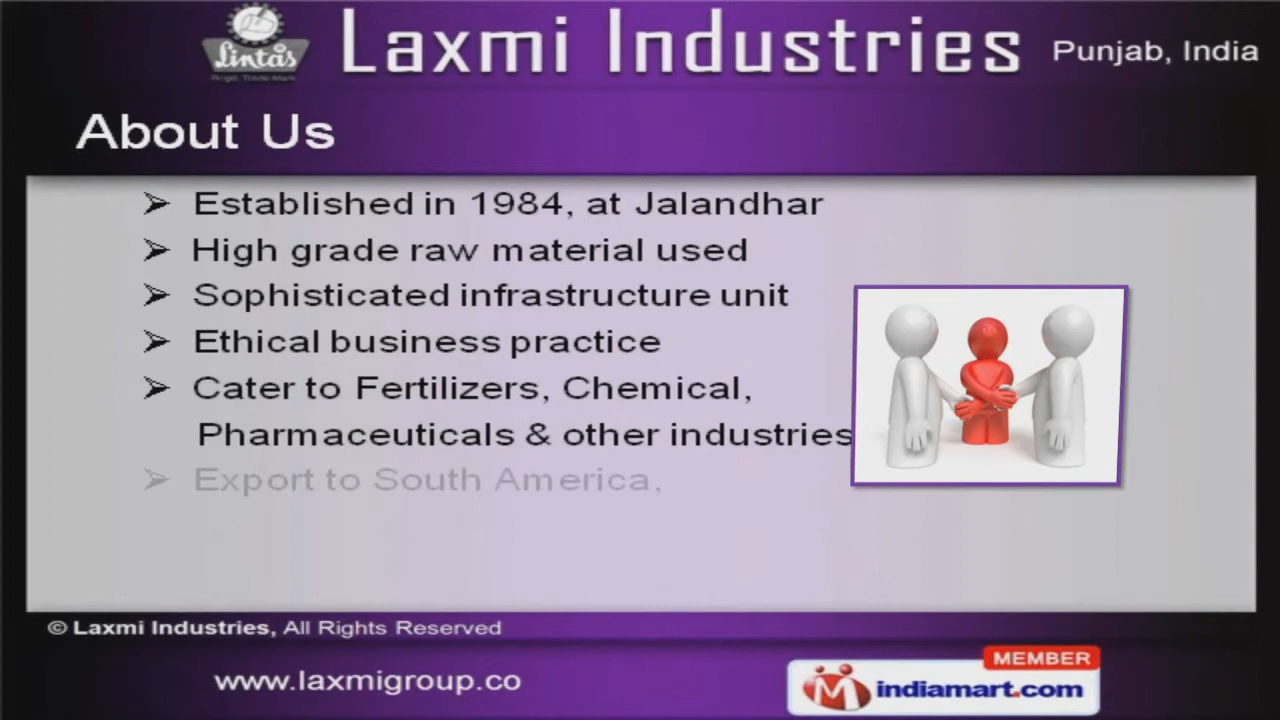 Lintas
Laxmi Industries
Punjab, India
About Us
➢ Established in 1984, at Jalandhar
➢ High grade raw material used
➢ Sophisticated infrastructure unit
➢ Ethical business practice
➢ Cater to Fertilizers, Chemical,
Pharmaceuticals & other industries
➢ Export to South America,
© Laxmi Industries, All Rights Reserved
www.laxmigroup.co
MEMBER
indiamart.com